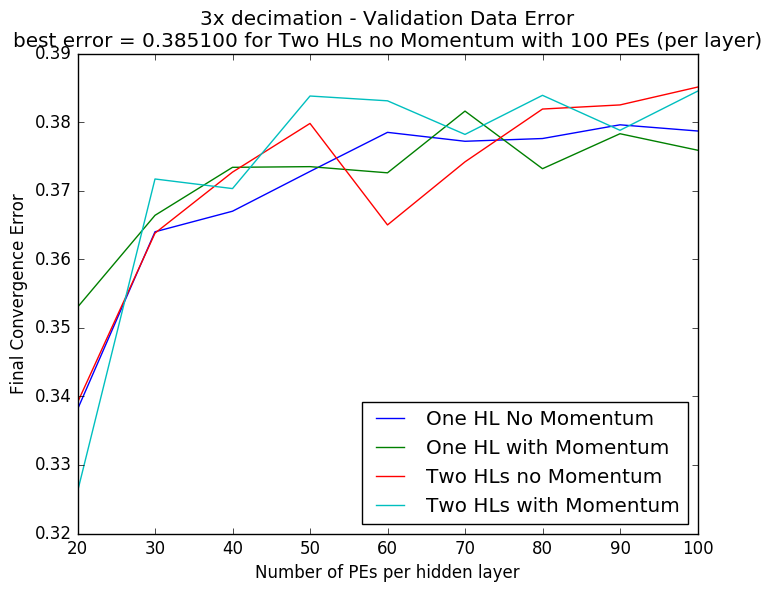 3x decimation - Validation Data Error
best error = 0.385100 for Two HLs no Momentum with 100 PEs (per layer)
0.39
0.38
0.37
0.36
0.35
0.34
0.33
0.32
Final Convergence Error
One HL No Momentum
One HL with Momentum
Two HLs no Momentum
Two HLs with Momentum
20 30 40 50 60 70 80 90 100
Number of PEs per hidden layer